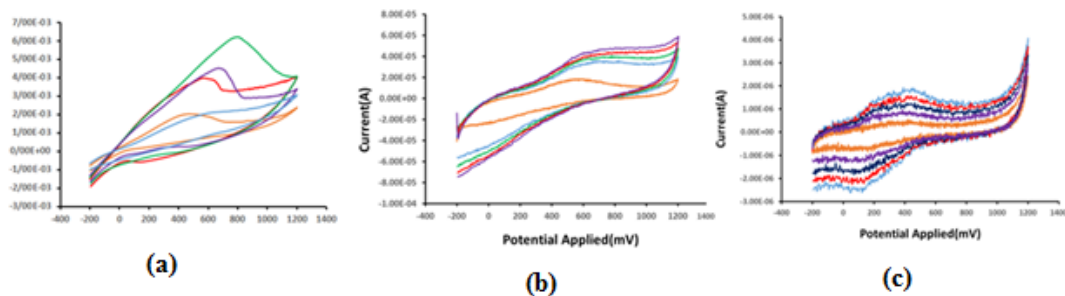 7/00E-03
6/00E-03
5/00E-03
4/00E-03
3/00E-03
2/00E-03
1/00E-03
0/00E+00
-1/00E-03
-2/00E-03
-3/00E-03
-400 -200 0 200 400 600 800 1000 1200 1400
(a)
Current(A)
8.00E-05
6.00E-05
4.00E-05
2.00E-05
0.00E+00
-2.00E-05
-4.00E-05
-6.00E-05
-8.00E-05
-1.00E-04
-400 -200 0 200 400 600 800 1000 1200 1400
Potential Applied(mV)
(b)
Current(A)
5.00E-06
4.00E-06
3.00E-06
2.00E-06
1.00E-06
0.00E+00
-1.00E-06
-2.00E-06
-3.00E-06
-400 -200 0 200 400 600 800 1000 1200 1400
Potential Applied(mV)
(c)